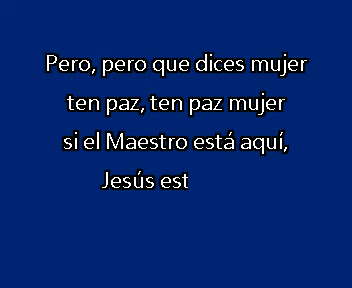 Pero, pero que dices mujer
ten paz, ten paz mujer
si el Maestro está aquí,
Jesús est